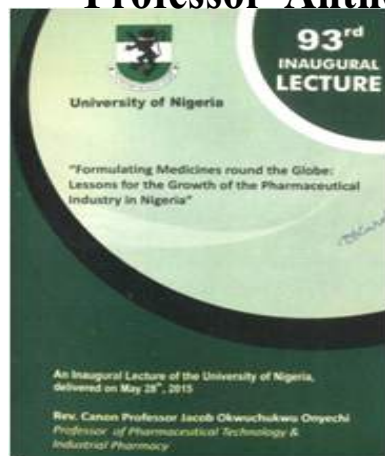 93rd
INAUGURAL
LECTURE
University of Nigeria
"Formulating Medicines round the Globe:
Lessons for the Growth of the Pharmaceutical
Industry in Nigeria"
An Inaugural Lecture of the University of Nigeria,
delivered on May 28th, 2015
Rev. Canon Professor Jacob Okwuchukwu Onyechi
Professor of Pharmaceutical Technology &
Industrial Pharmacy